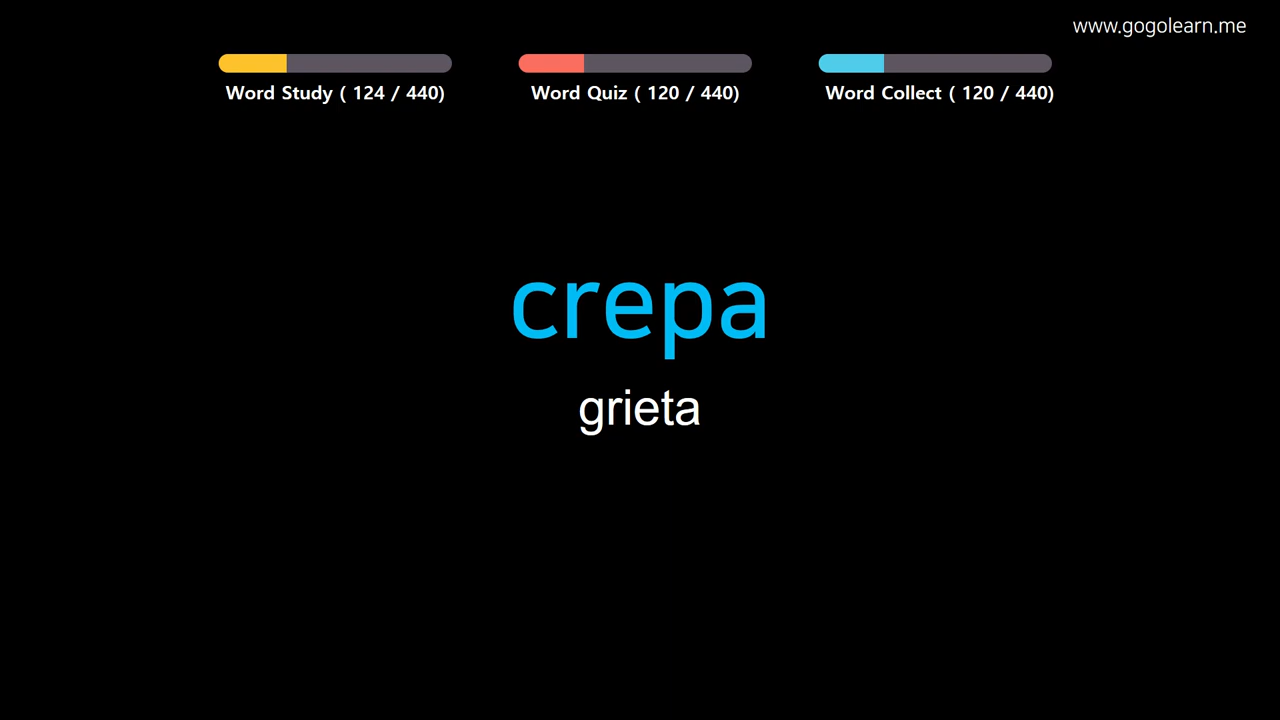 www.gogolearn.me
Word Study ( 124 / 440)
Word Quiz ( 120 / 440)
Word Collect ( 120 / 440)
crepa
grieta